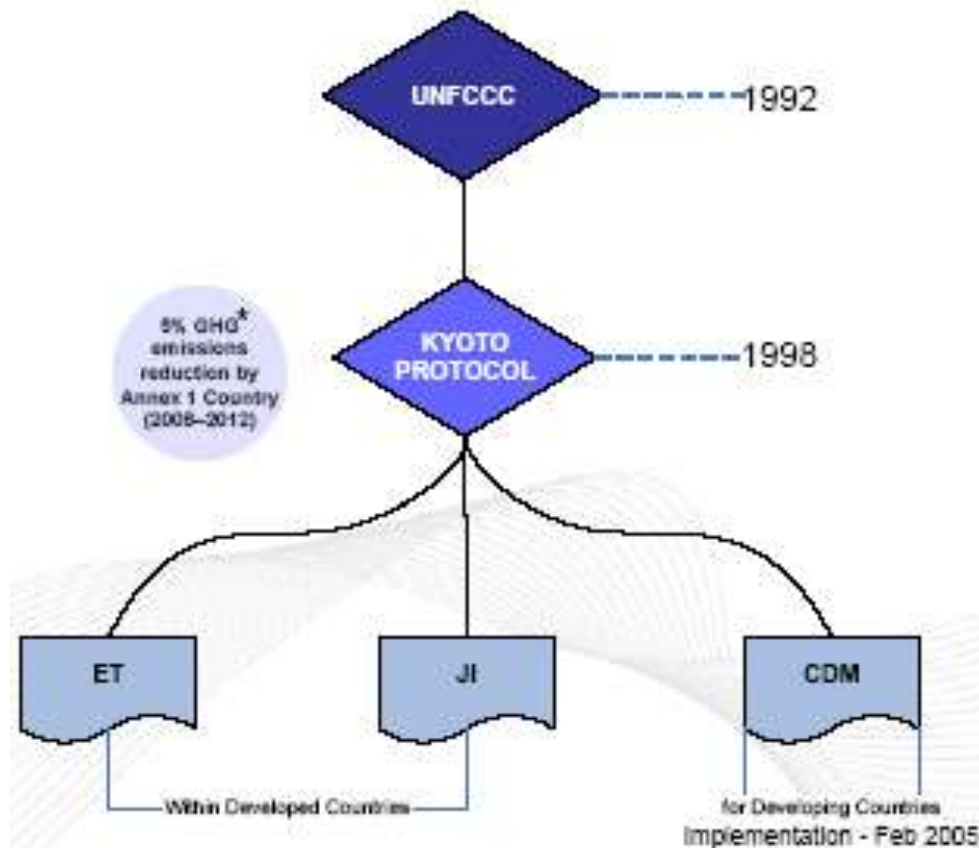 UNFCCC
1992
5% GHG*
emissions
reduction by
Annex 1 Country
(2008–2012)
KYOTO
PROTOCOL
1998
ET
JI
CDM
Within Developed Countries
for Developing Countries
Implementation - Feb 2005